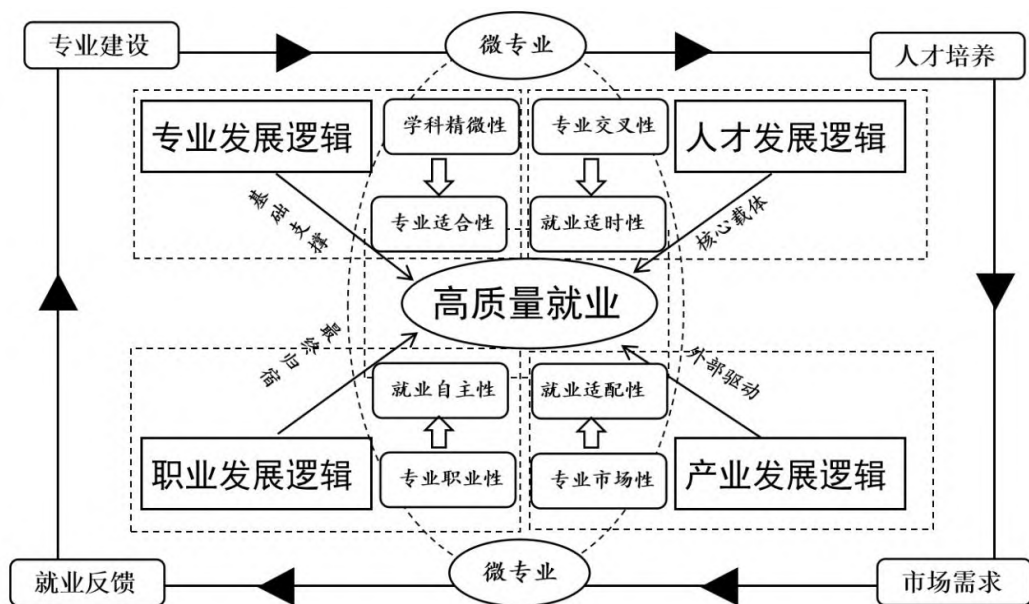 专业建设
微专业
人才培养
专业发展逻辑
学科精微性
专业交叉性
人才发展逻辑
基础支撑
专业适合性
就业适时性
核心载体
高质量就业
最终归宿
就业自主性
就业适配性
外部驱动
职业发展逻辑
专业职业性
专业市场性
产业发展逻辑
就业反馈
微专业
市场需求